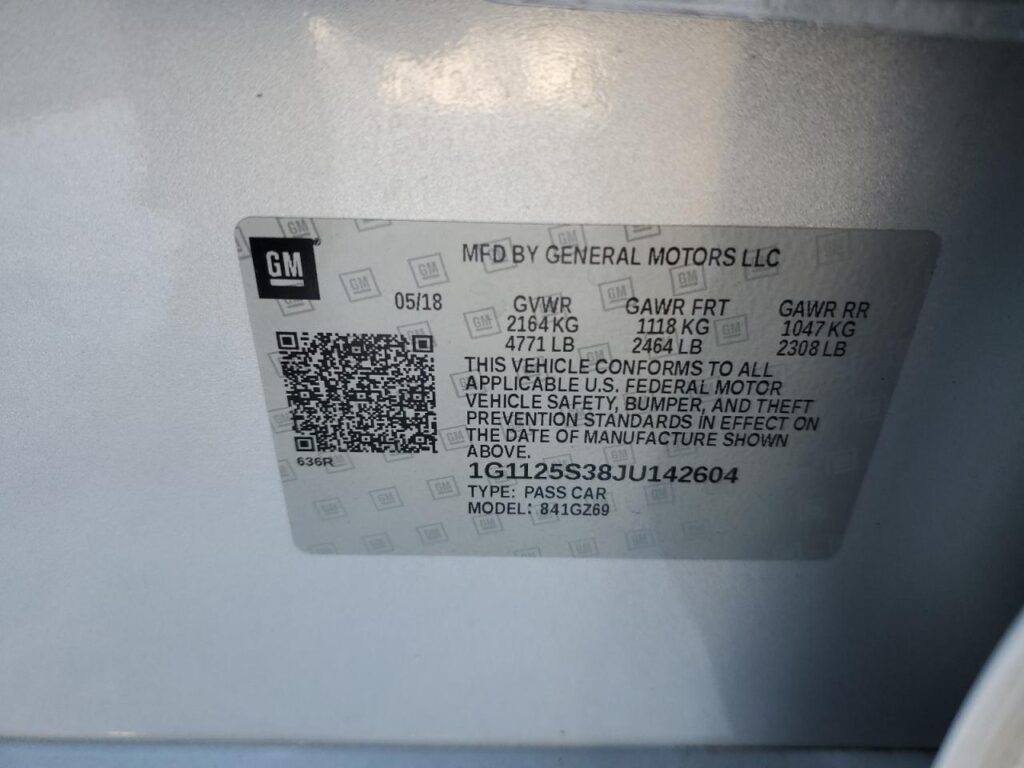 GM
MFD BY GENERAL MOTORS LLC
05/18 GVWR GAWR FRT GAWR RR
2164 KG 1118 KG 1047 KG
4771 LB 2464 LB 2308 LB
THIS VEHICLE CONFORMS TO ALL
APPLICABLE U.S. FEDERAL MOTOR
VEHICLE SAFETY, BUMPER, AND THEFT
PREVENTION STANDARDS IN EFFECT ON
THE DATE OF MANUFACTURE SHOWN
ABOVE.
636R
1G1125S38JU142604
TYPE: PASS CAR
MODEL: 841GZ69